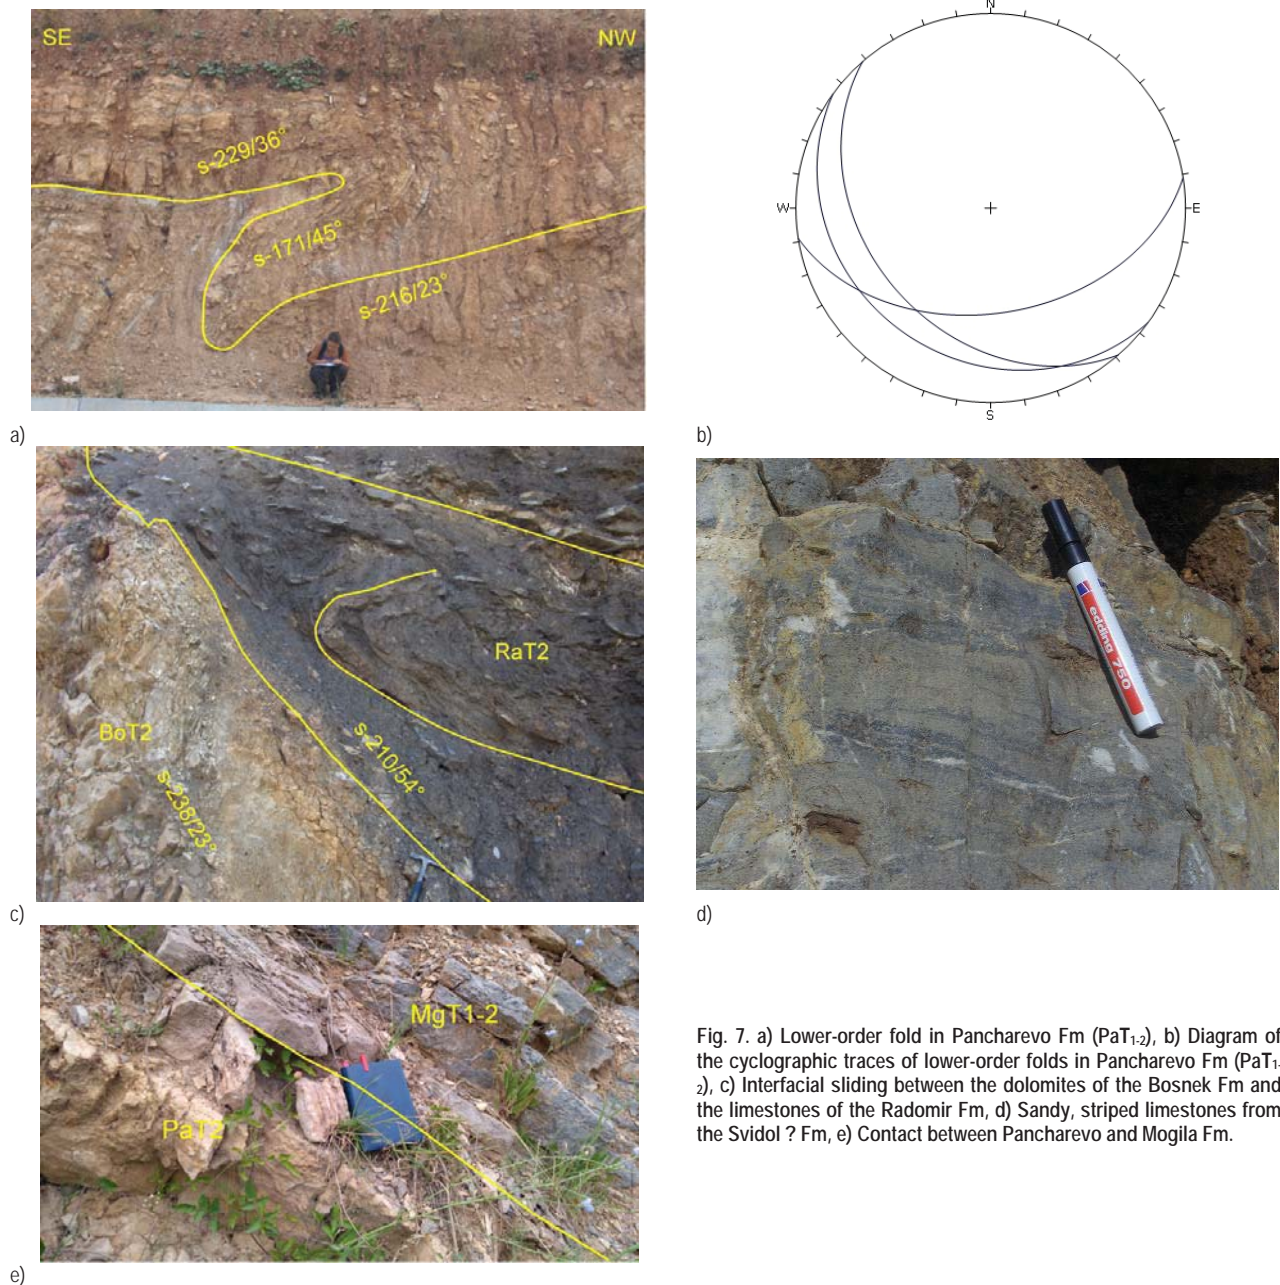 SE
NW
s-229/36°
s-171/45°
s-216/23°
a)
N
W
E
S
b)
RaT2
BoT2
s-210/54°
s-238/23°
c)
edding 750
d)
MgT1-2
PaT2
e)
Fig. 7. a) Lower-order fold in Pancharevo Fm (PaT1-2), b) Diagram of
the cyclographic traces of lower-order folds in Pancharevo Fm (PaT1-
2), c) Interfacial sliding between the dolomites of the Bosnek Fm and
the limestones of the Radomir Fm, d) Sandy, striped limestones from
the Svidol ? Fm, e) Contact between Pancharevo and Mogila Fm.